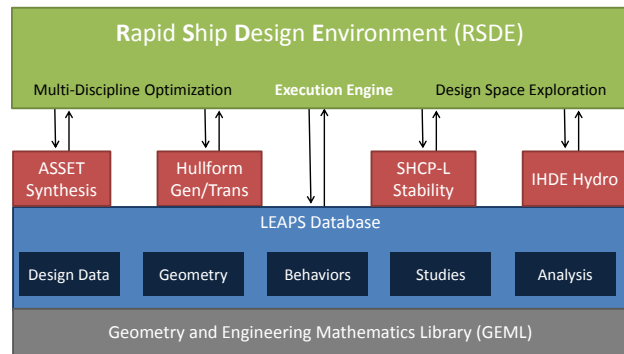 Rapid Ship Design Environment (RSDE)
Multi-Discipline Optimization Execution Engine Design Space Exploration
ASSET Synthesis
Hullform Gen/Trans
SHCP-L Stability
IHDE Hydro
LEAPS Database
Design Data Geometry Behaviors Studies Analysis
Geometry and Engineering Mathematics Library (GEML)